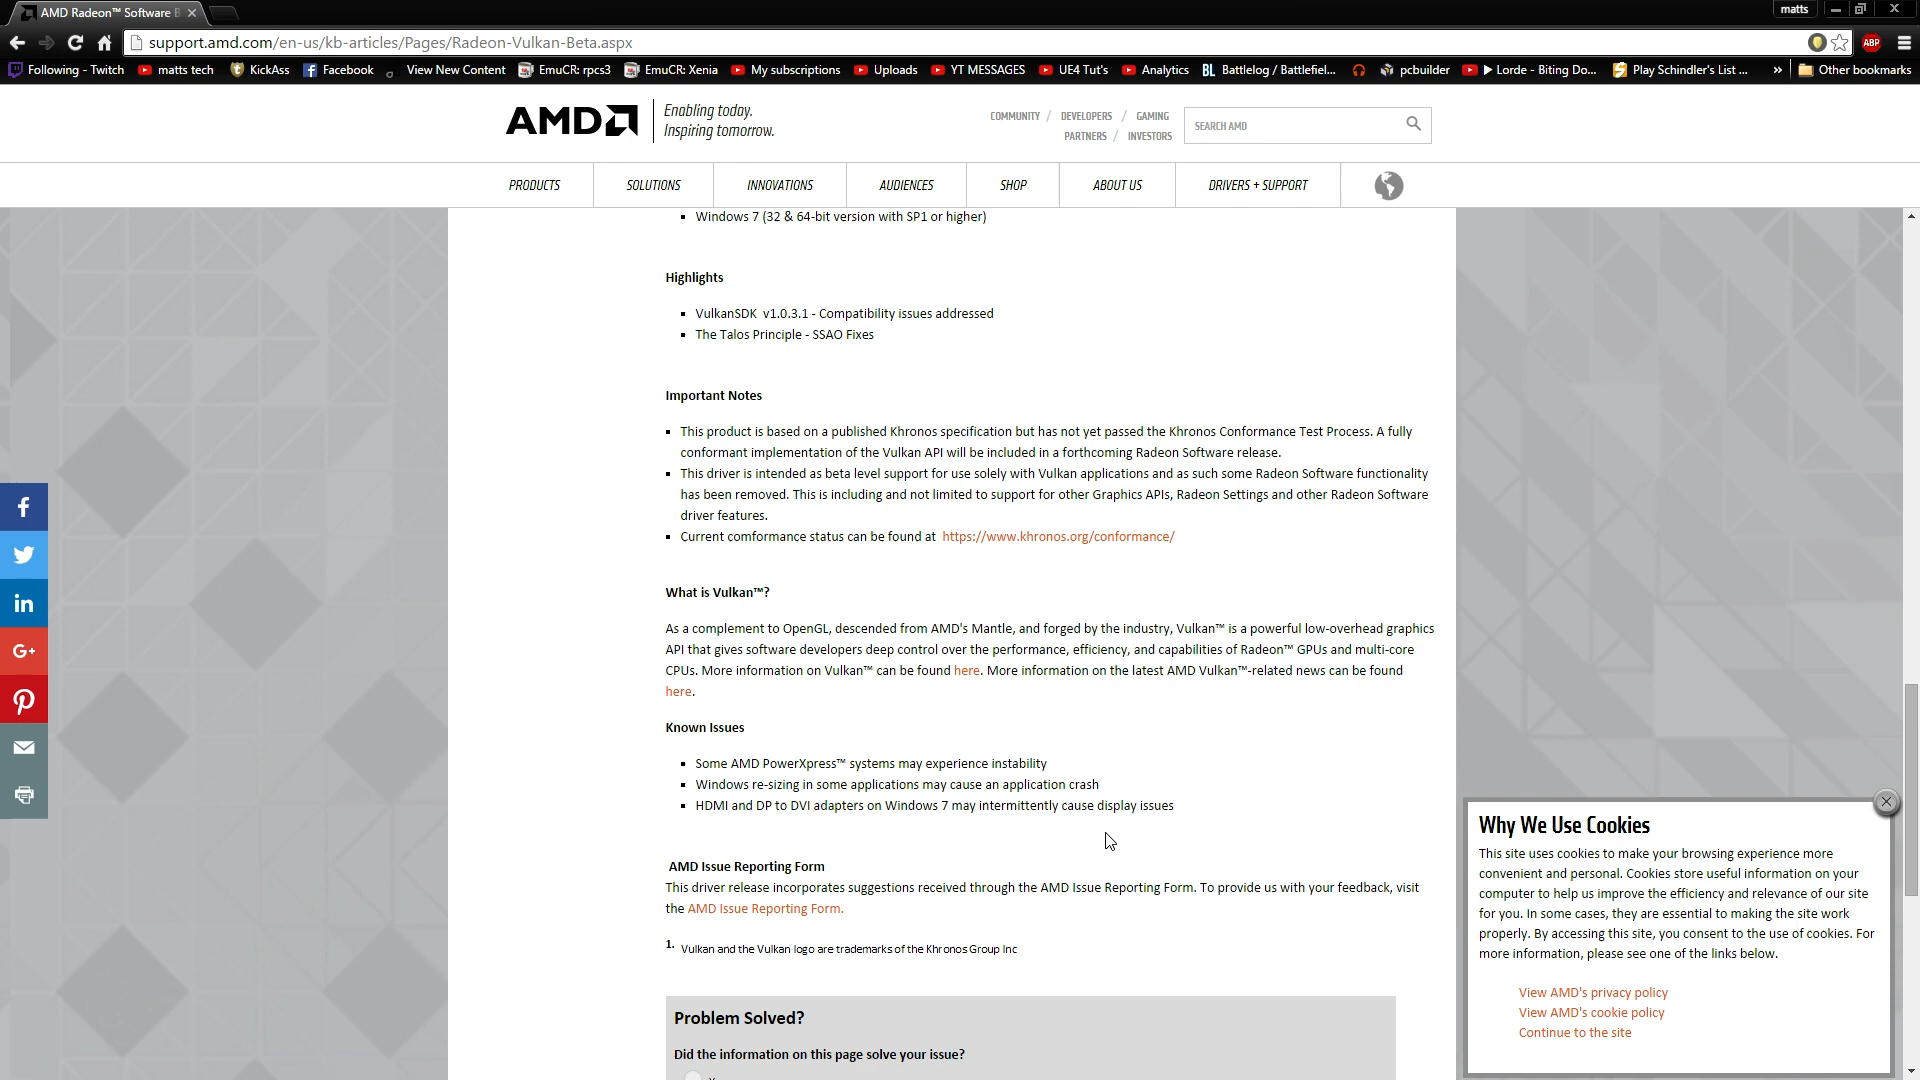 AMD Radeon™ Software B
matts
support.amd.com/en-us/kb-articles/Pages/Radeon-Vulkan-Beta.aspx
ABP
Following - Twitch
matts tech
KickAss
Facebook
View New Content
EmuCR: rpcs3
EmuCR: Xenia
My subscriptions
Uploads
YT MESSAGES
UE4 Tut's
Analytics
BL Battlelog / Battlefiel...
pcbuilder
▶ Lorde - Biting Do...
Play Schindler's List ...
»
Other bookmarks
AMD
Enabling today.
Inspiring tomorrow.
COMMUNITY / DEVELOPERS / GAMING
PARTNERS / INVESTORS
SEARCH AMD
PRODUCTS
SOLUTIONS
INNOVATIONS
AUDIENCES
SHOP
ABOUT US
DRIVERS + SUPPORT
▪ Windows 7 (32 & 64-bit version with SP1 or higher)
Highlights
▪ VulkanSDK v1.0.3.1 - Compatibility issues addressed
▪ The Talos Principle - SSAO Fixes
Important Notes
▪ This product is based on a published Khronos specification but has not yet passed the Khronos Conformance Test Process. A fully
conformant implementation of the Vulkan API will be included in a forthcoming Radeon Software release.
▪ This driver is intended as beta level support for use solely with Vulkan applications and as such some Radeon Software functionality
has been removed. This is including and not limited to support for other Graphics APIs, Radeon Settings and other Radeon Software
driver features.
▪ Current comformance status can be found at https://www.khronos.org/conformance/
What is Vulkan™?
As a complement to OpenGL, descended from AMD's Mantle, and forged by the industry, Vulkan™ is a powerful low-overhead graphics
API that gives software developers deep control over the performance, efficiency, and capabilities of Radeon™ GPUs and multi-core
CPUs. More information on Vulkan™ can be found here. More information on the latest AMD Vulkan™-related news can be found
here.
Known Issues
▪ Some AMD PowerXpress™ systems may experience instability
▪ Windows re-sizing in some applications may cause an application crash
▪ HDMI and DP to DVI adapters on Windows 7 may intermittently cause display issues
AMD Issue Reporting Form
This driver release incorporates suggestions received through the AMD Issue Reporting Form. To provide us with your feedback, visit
the AMD Issue Reporting Form.
1. Vulkan and the Vulkan logo are trademarks of the Khronos Group Inc
Problem Solved?
Did the information on this page solve your issue?
f
in
G+
Why We Use Cookies
This site uses cookies to make your browsing experience more
convenient and personal. Cookies store useful information on your
computer to help us improve the efficiency and relevance of our site
for you. In some cases, they are essential to making the site work
properly. By accessing this site, you consent to the use of cookies. For
more information, please see one of the links below.
View AMD's privacy policy
View AMD's cookie policy
Continue to the site